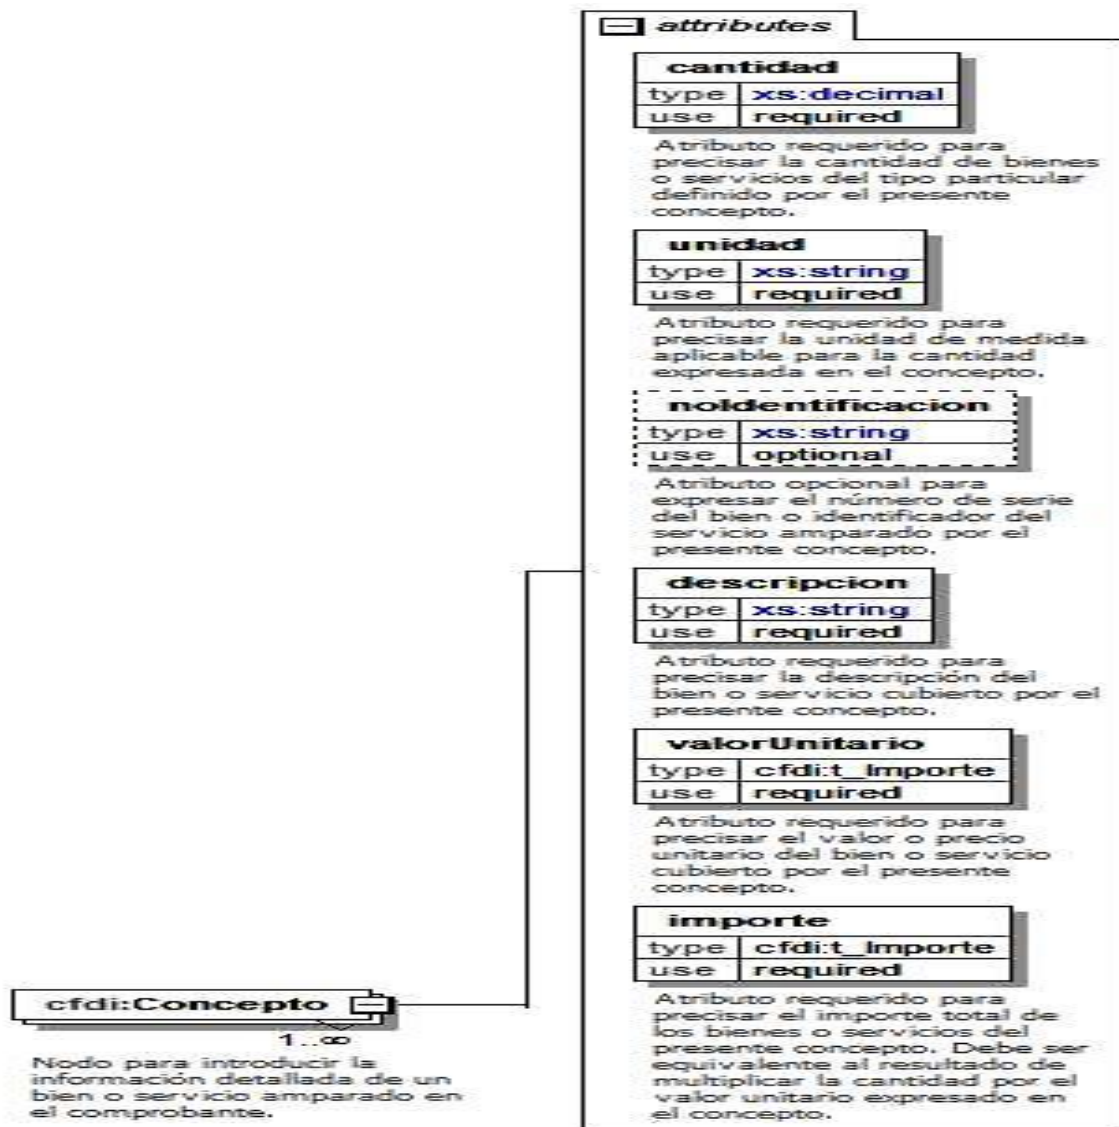 attributes
cantidad
type xs:decimal
use required
Atributo requerido para
precisar la cantidad de bienes
o servicios del tipo particular
definido por el presente
concepto.
unidad
type xs:string
use required
Atributo requerido para
precisar la unidad de medida
aplicable para la cantidad
expresada en el concepto.
noIdentificacion
type xs:string
use optional
Atributo opcional para
expresar el número de serie
del bien o identificador del
servicio amparado por el
presente concepto.
descripcion
type xs:string
use required
Atributo requerido para
precisar la descripción del
bien o servicio cubierto por el
presente concepto.
valorUnitario
type cfdi:t_Importe
use required
Atributo requerido para
precisar el valor o precio
unitario del bien o servicio
cubierto por el presente
concepto.
importe
type cfdi:t_Importe
use required
Atributo requerido para
precisar el importe total de
los bienes o servicios del
presente concepto. Debe ser
equivalente al resultado de
multiplicar la cantidad por el
valor unitario expresado en
el concepto.
cfdi:Concepto
1..∞
Nodo para introducir la
información detallada de un
bien o servicio amparado en
el comprobante.